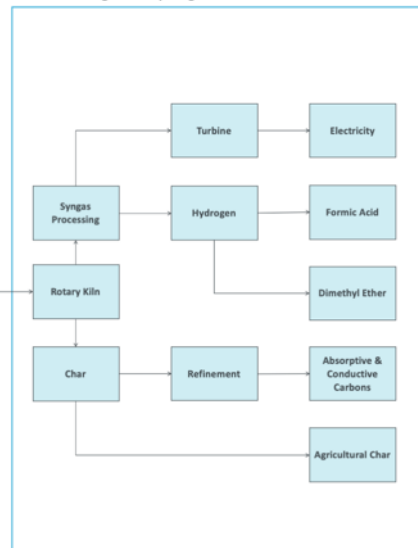 Turbine
Electricity
Syngas
Processing
Hydrogen
Formic Acid
Rotary Kiln
Dimethyl Ether
Char
Refinement
Absorptive &
Conductive
Carbons
Agricultural Char